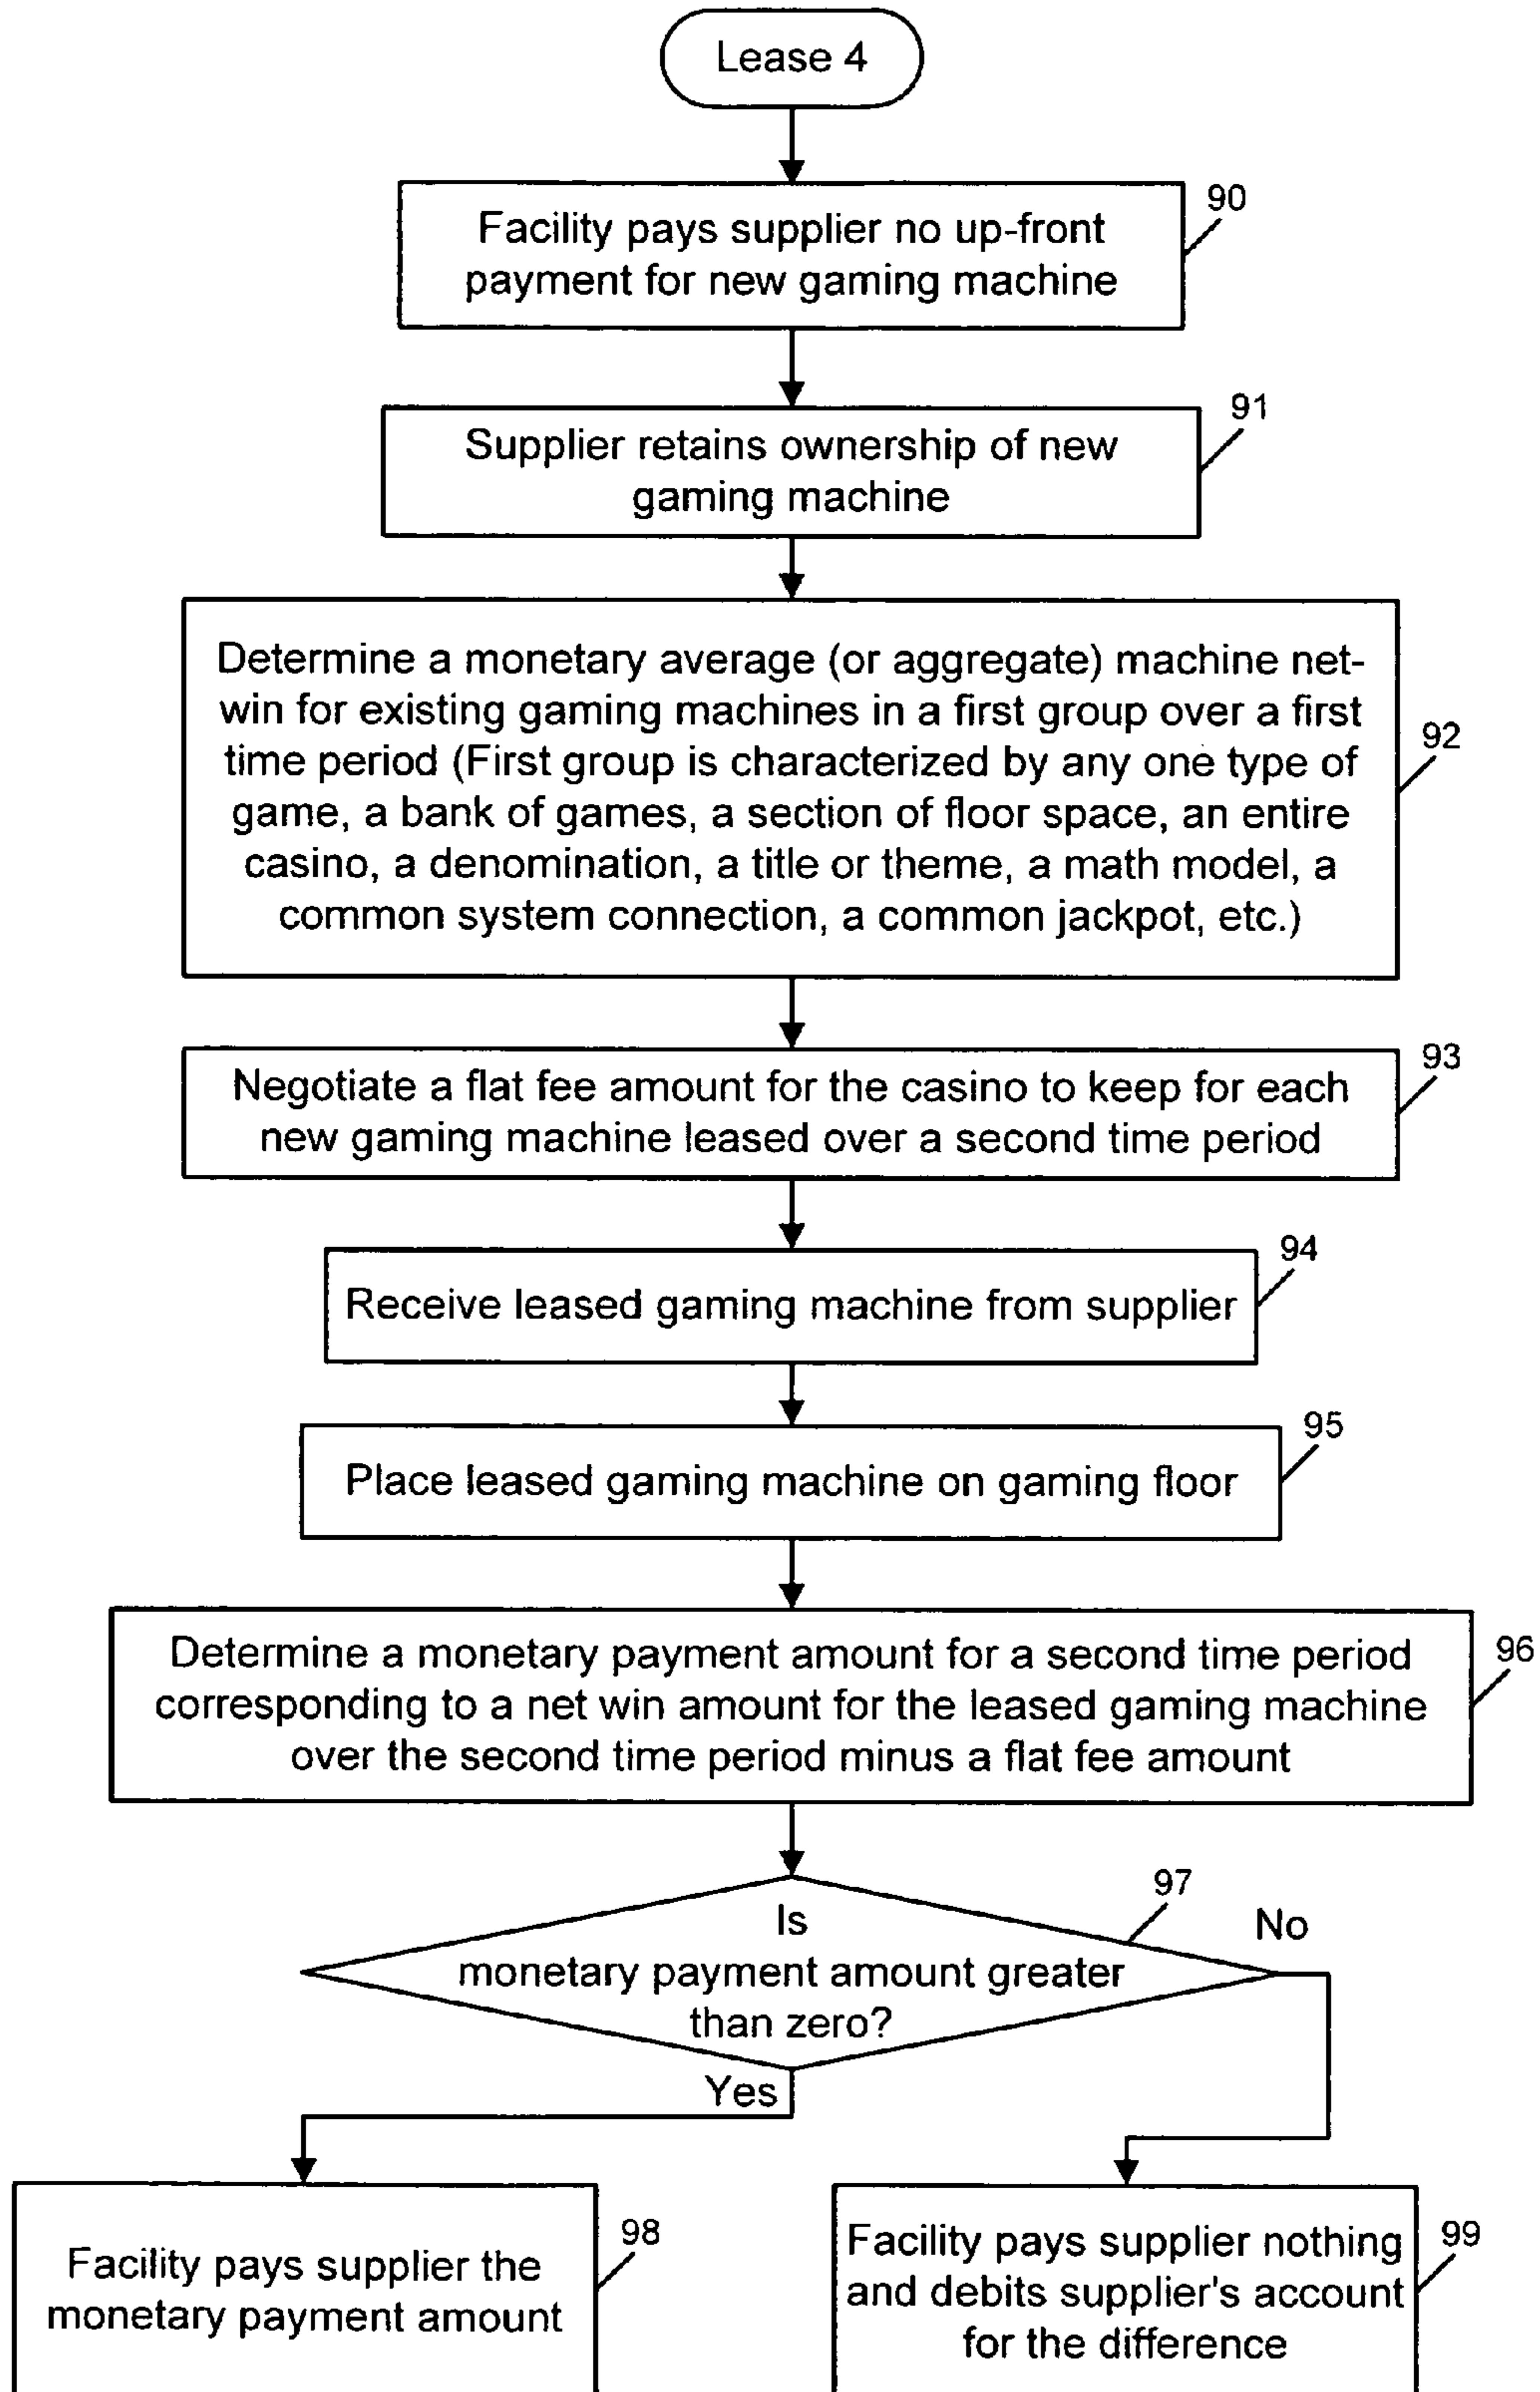 Lease 4
90
Facility pays supplier no up-front
payment for new gaming machine
91
Supplier retains ownership of new
gaming machine
Determine a monetary average (or aggregate) machine net-
win for existing gaming machines in a first group over a first
time period (First group is characterized by any one type of
game, a bank of games, a section of floor space, an entire
casino, a denomination, a title or theme, a math model, a
common system connection, a common jackpot, etc.)
92
93
Negotiate a flat fee amount for the casino to keep for each
new gaming machine leased over a second time period
94
Receive leased gaming machine from supplier
95
Place leased gaming machine on gaming floor
Determine a monetary payment amount for a second time period
corresponding to a net win amount for the leased gaming machine
over the second time period minus a flat fee amount
96
97
Is
monetary payment amount greater
than zero?
No
Yes
Facility pays supplier the
monetary payment amount
98
Facility pays supplier nothing
and debits supplier's account
for the difference
99